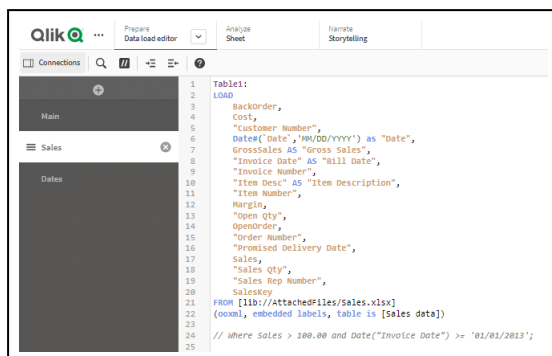 Qlik ...
Prepare
Data load editor
Analyze
Sheet
Narrate
Storytelling
Connections
Main
Sales
Dates
1 Table1:
2 LOAD
3 BackOrder,
4 Cost,
5 "Customer Number",
6 Date#(`Date`,'MM/DD/YYYY') as "Date",
7 GrossSales AS "Gross Sales",
8 "Invoice Date" AS "Bill Date",
9 "Invoice Number",
10 "Item Desc" AS "Item Description",
11 "Item Number",
12 Margin,
13 "Open Qty",
14 OpenOrder,
15 "Order Number",
16 "Promised Delivery Date",
17 Sales,
18 "Sales Qty",
19 "Sales Rep Number",
20 SalesKey
21 FROM [lib://AttachedFiles/Sales.xlsx]
22 (ooxml, embedded labels, table is [Sales data])
23
24 // Where Sales > 100.00 and Date("Invoice Date") >= '01/01/2013';
25